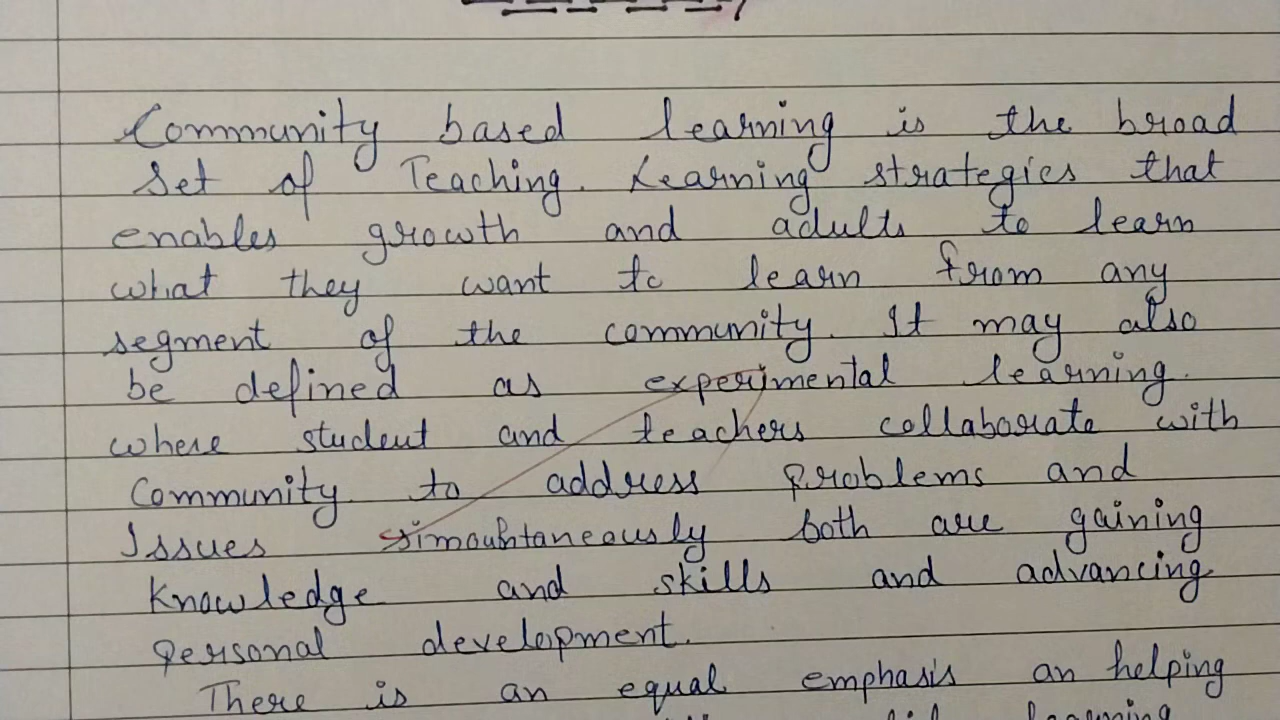 Community based learning is the broad
set of Teaching. Learning strategies that
enables growth and adults to learn
what they want to learn from any
segment of the community. It may also
be defined as experimental learning.
where student and teachers collaborate with
Community to address problems and
Issues simountaneously both are gaining
Knowledge and skills and advancing
personal development.
There is an equal emphasis on helping
learning